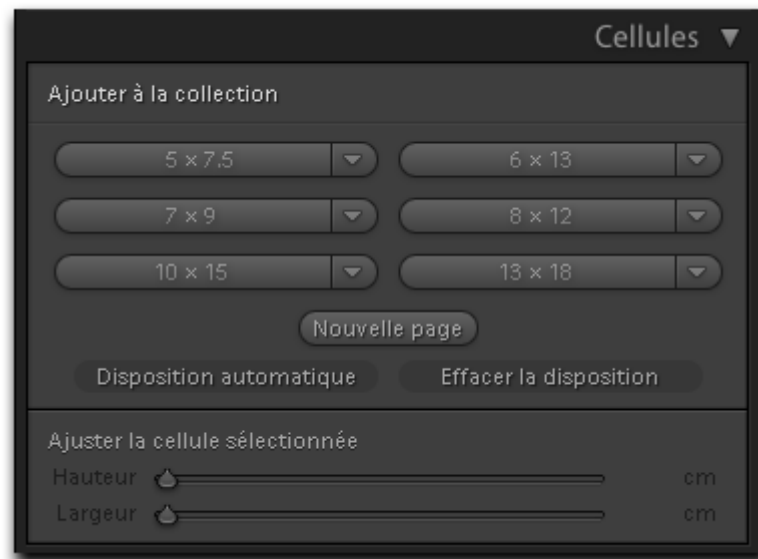 Cellules
Ajouter à la collection
5 × 7.5
6 × 13
7 × 9
8 × 12
10 × 15
13 × 18
Nouvelle page
Disposition automatique
Effacer la disposition
Ajuster la cellule sélectionnée
Hauteur cm
Largeur cm